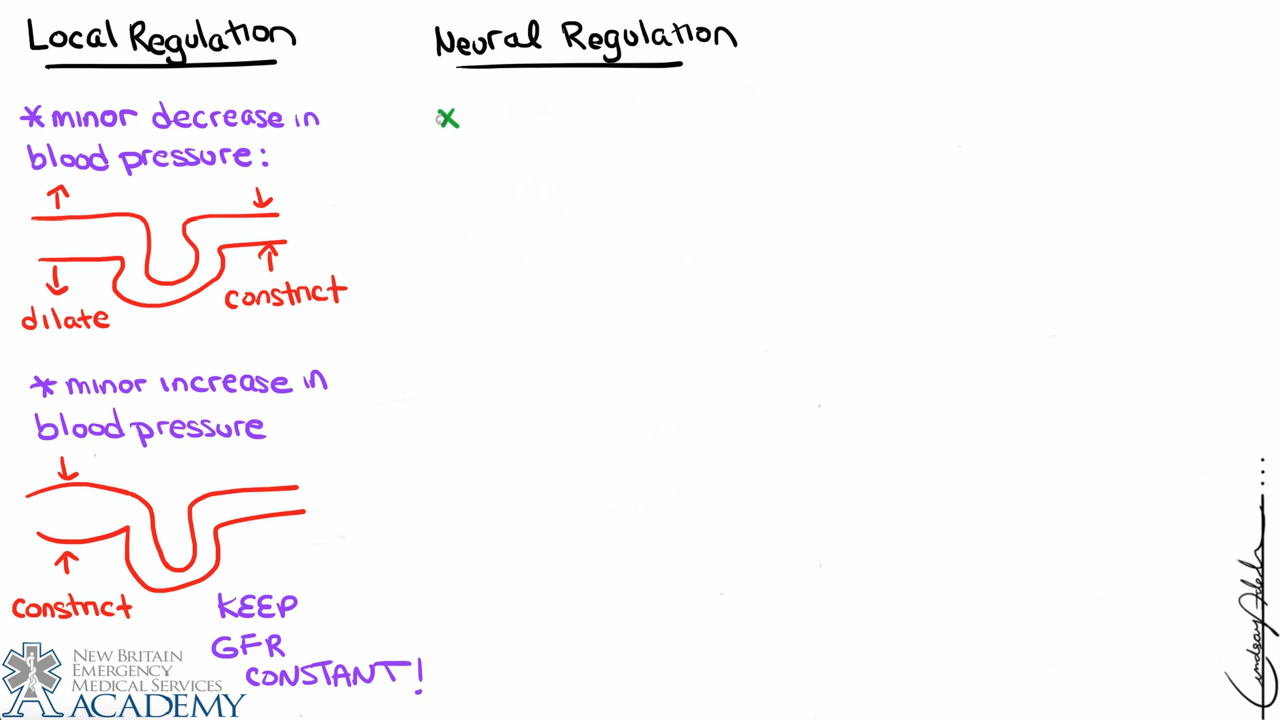 Local Regulation
Neural Regulation
*minor decrease in
blood pressure:
dilate
constrict
*minor increase in
blood pressure
constrict
KEEP
GFR
CONSTANT!
NEW BRITAIN
EMERGENCY
MEDICAL SERVICES
ACADEMY
Lindsay